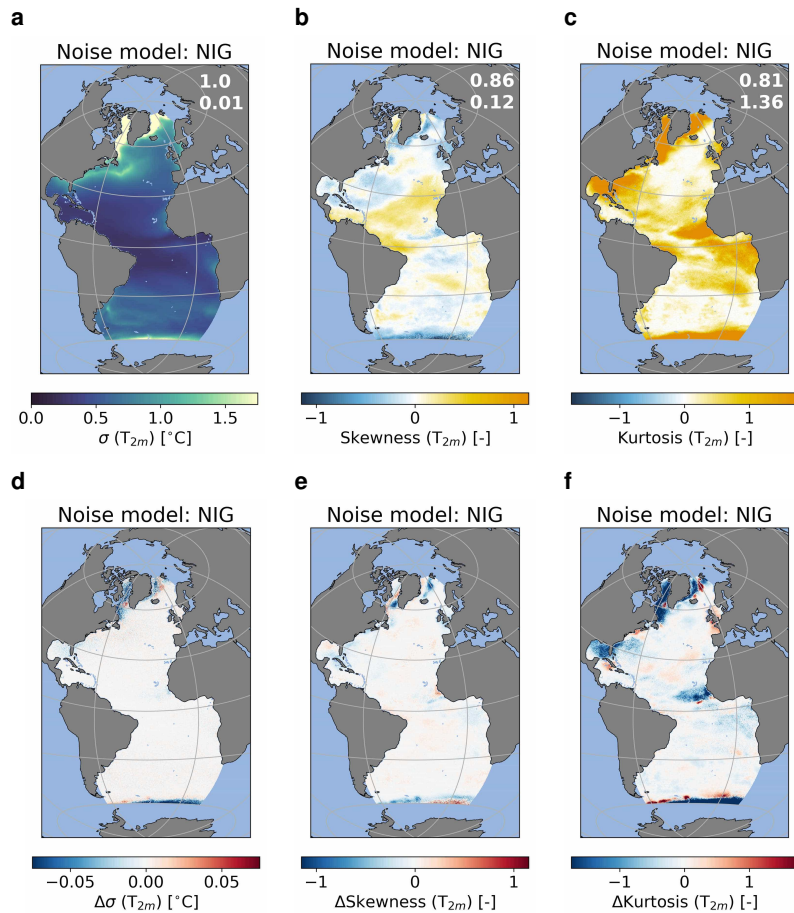 a
b
c
Noise model: NIG
Noise model: NIG
Noise model: NIG
1.0
0.01
0.86
0.12
0.81
1.36
0.0 0.5 1.0 1.5
σ (T2m) [°C]
−1 0 1
Skewness (T2m) [-]
−1 0 1
Kurtosis (T2m) [-]
d
e
f
Noise model: NIG
Noise model: NIG
Noise model: NIG
−0.05 0.00 0.05
Δσ (T2m) [°C]
−1 0 1
ΔSkewness (T2m) [-]
−1 0 1
ΔKurtosis (T2m) [-]